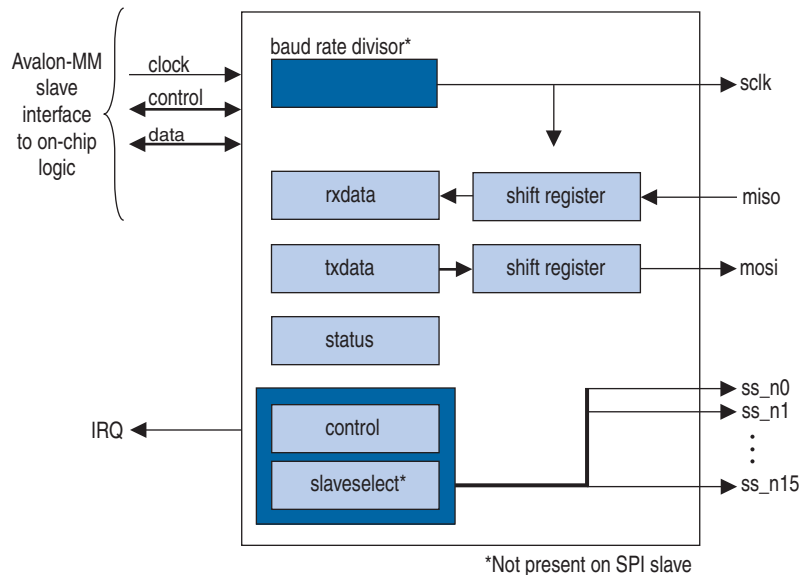 baud rate divisor*
Avalon-MM
slave
interface
to on-chip
logic
clock
control
data
sclk
rxdata
shift register
miso
txdata
shift register
mosi
status
IRQ
control
slaveselect*
ss_n0
ss_n1
ss_n15
*Not present on SPI slave